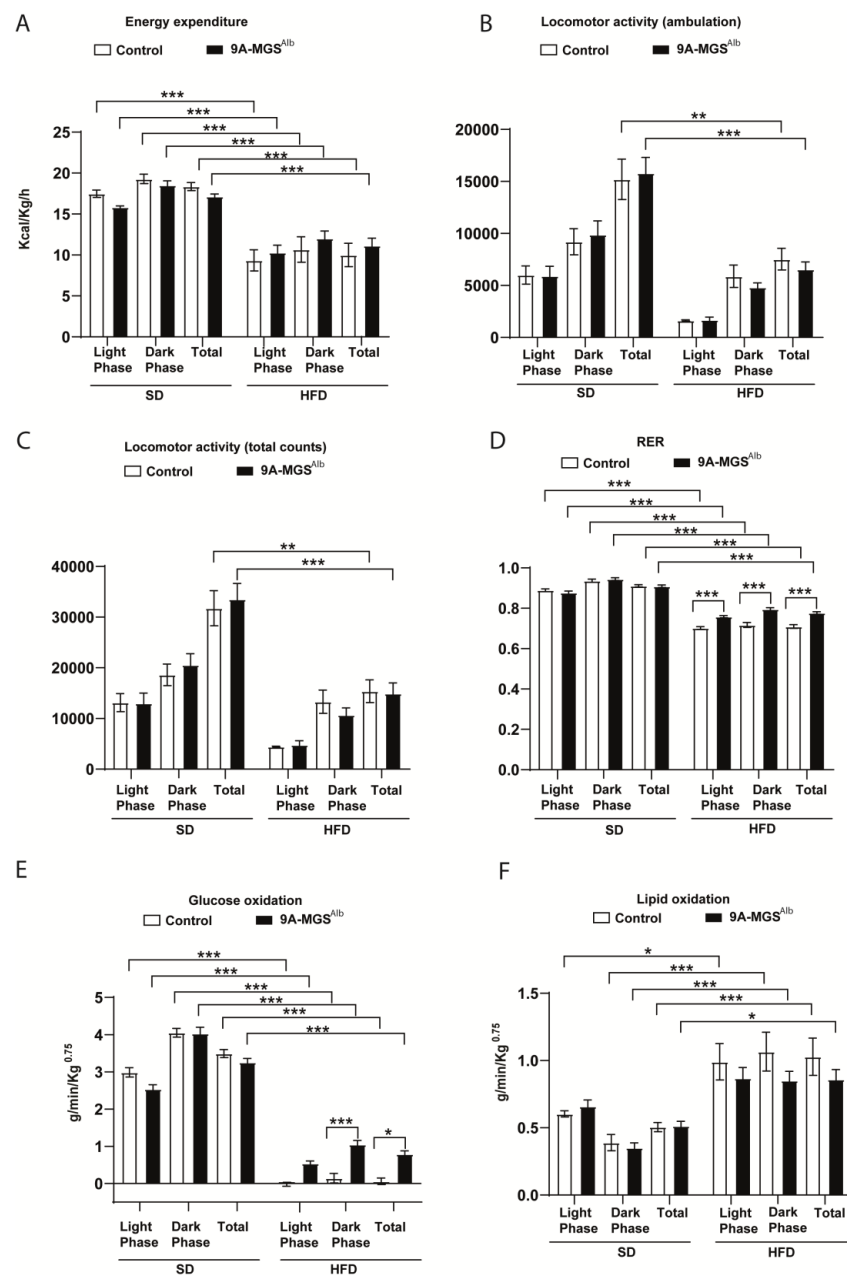 A
Energy expenditure
Control 9A-MGSAlb
***
***
***
***
***
***
25
20
15
10
5
0
Kcal/Kg/h
Light Phase
Dark Phase
Total
Light Phase
Dark Phase
Total
SD
HFD
B
Locomotor activity (ambulation)
Control 9A-MGSAlb
**
***
20000
15000
10000
5000
0
Light Phase
Dark Phase
Total
Light Phase
Dark Phase
Total
SD
HFD
C
Locomotor activity (total counts)
Control 9A-MGSAlb
**
***
40000
30000
20000
10000
0
Light Phase
Dark Phase
Total
Light Phase
Dark Phase
Total
SD
HFD
D
RER
Control 9A-MGSAlb
***
***
***
***
***
***
*** *** ***
1.0
0.8
0.6
0.4
0.2
0.0
Light Phase
Dark Phase
Total
Light Phase
Dark Phase
Total
SD
HFD
E
Glucose oxidation
Control 9A-MGSAlb
***
***
***
***
***
***
*** *
5
4
3
2
1
0
g/min/Kg0.75
Light Phase
Dark Phase
Total
Light Phase
Dark Phase
Total
SD
HFD
F
Lipid oxidation
Control 9A-MGSAlb
*
***
***
***
*
1.5
1.0
0.5
0.0
g/min/Kg0.75
Light Phase
Dark Phase
Total
Light Phase
Dark Phase
Total
SD
HFD